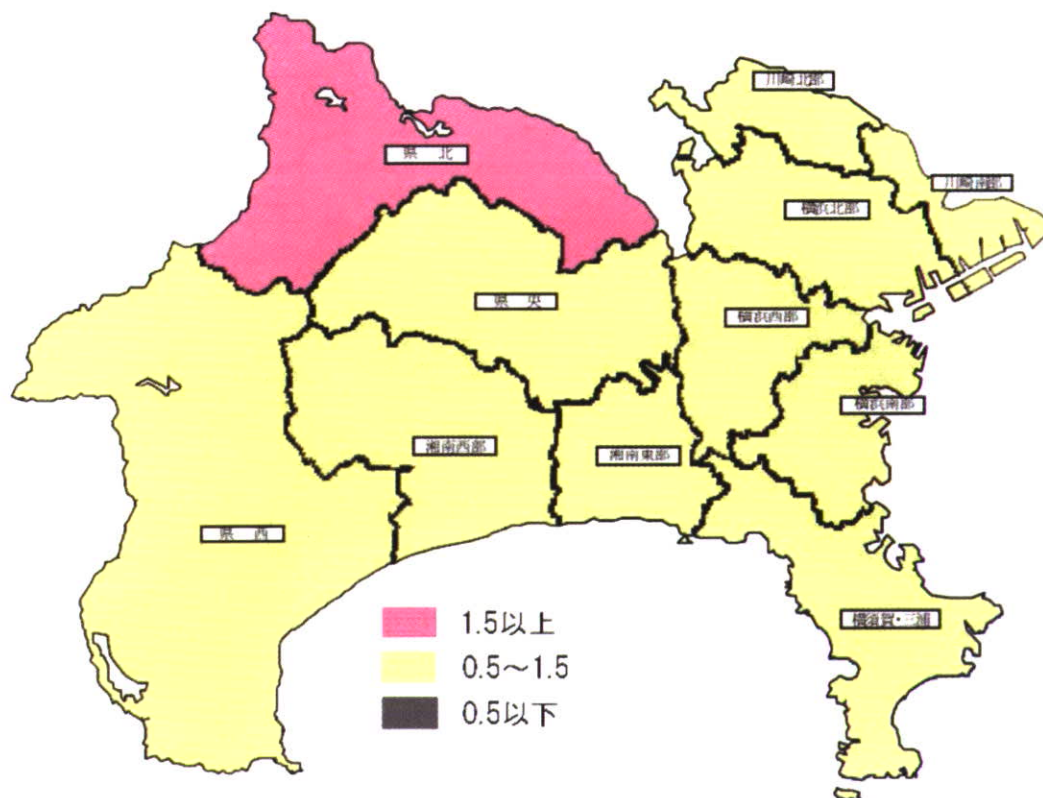 川崎北部
県 北
川崎南部
横浜北部
県 央
横浜西部
横浜南部
湘南西部
湘南東部
県 西
横須賀・三浦
1.5以上
0.5～1.5
0.5以下